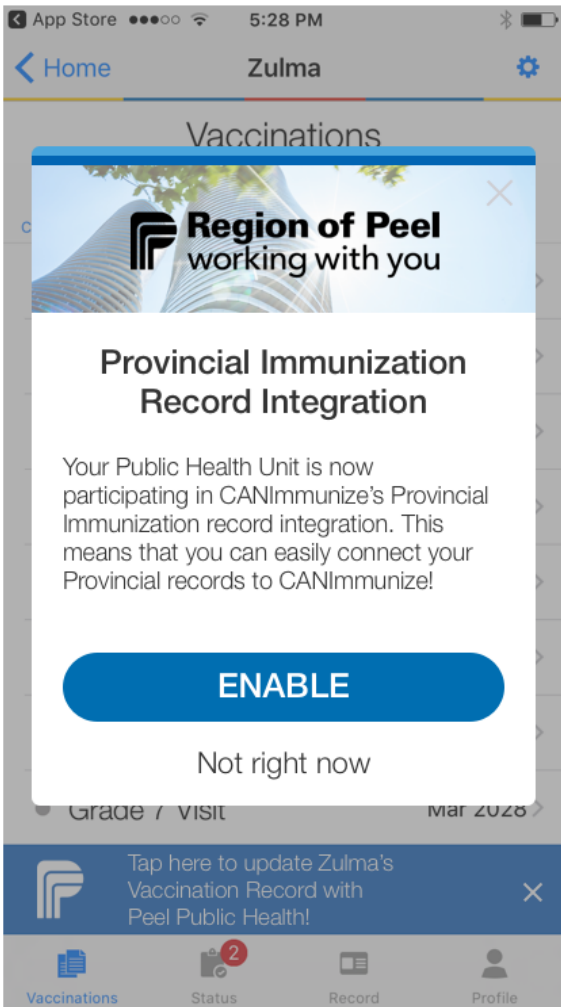 App Store 5:28 PM
Home Zulma
Vaccinations
Region of Peel
working with you
Provincial Immunization
Record Integration
Your Public Health Unit is now
participating in CANImmunize's Provincial
Immunization record integration. This
means that you can easily connect your
Provincial records to CANImmunize!
ENABLE
Not right now
Grade 7 Visit Mar 2028
Tap here to update Zulma's
Vaccination Record with
Peel Public Health!
2
Vaccinations Status Record Profile